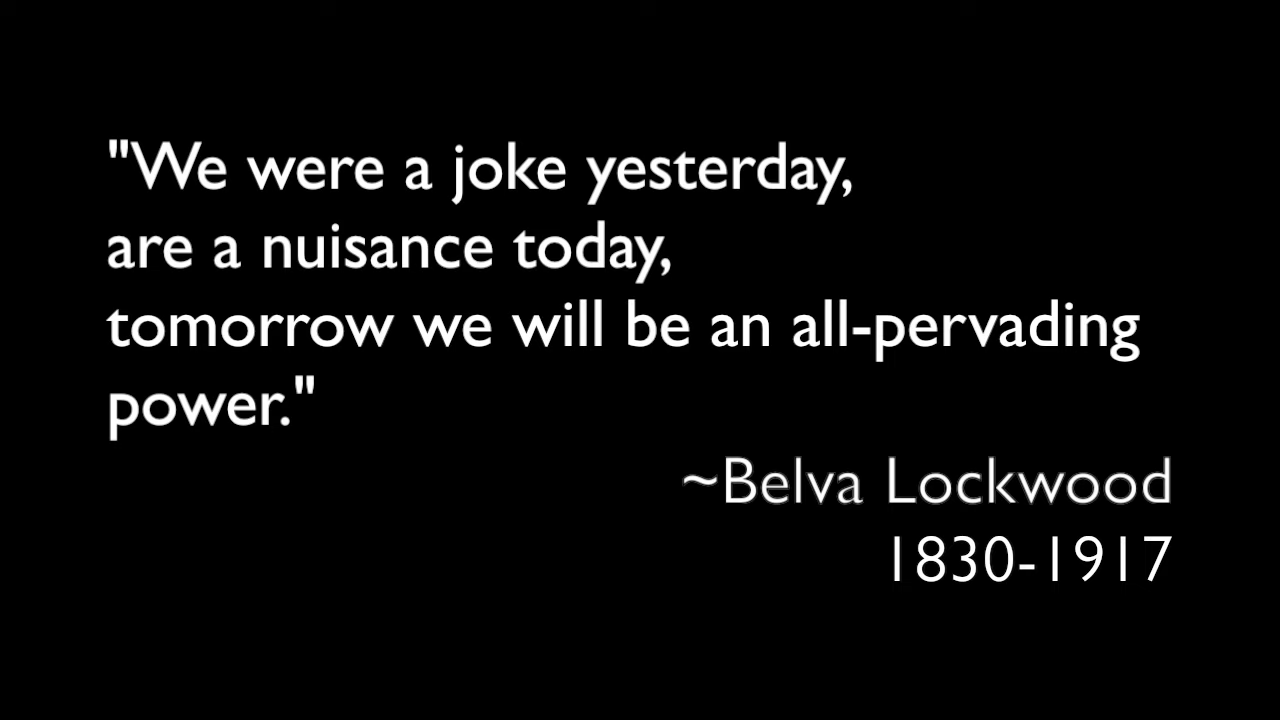 "We were a joke yesterday,
are a nuisance today,
tomorrow we will be an all-pervading
power."
~Belva Lockwood
1830-1917